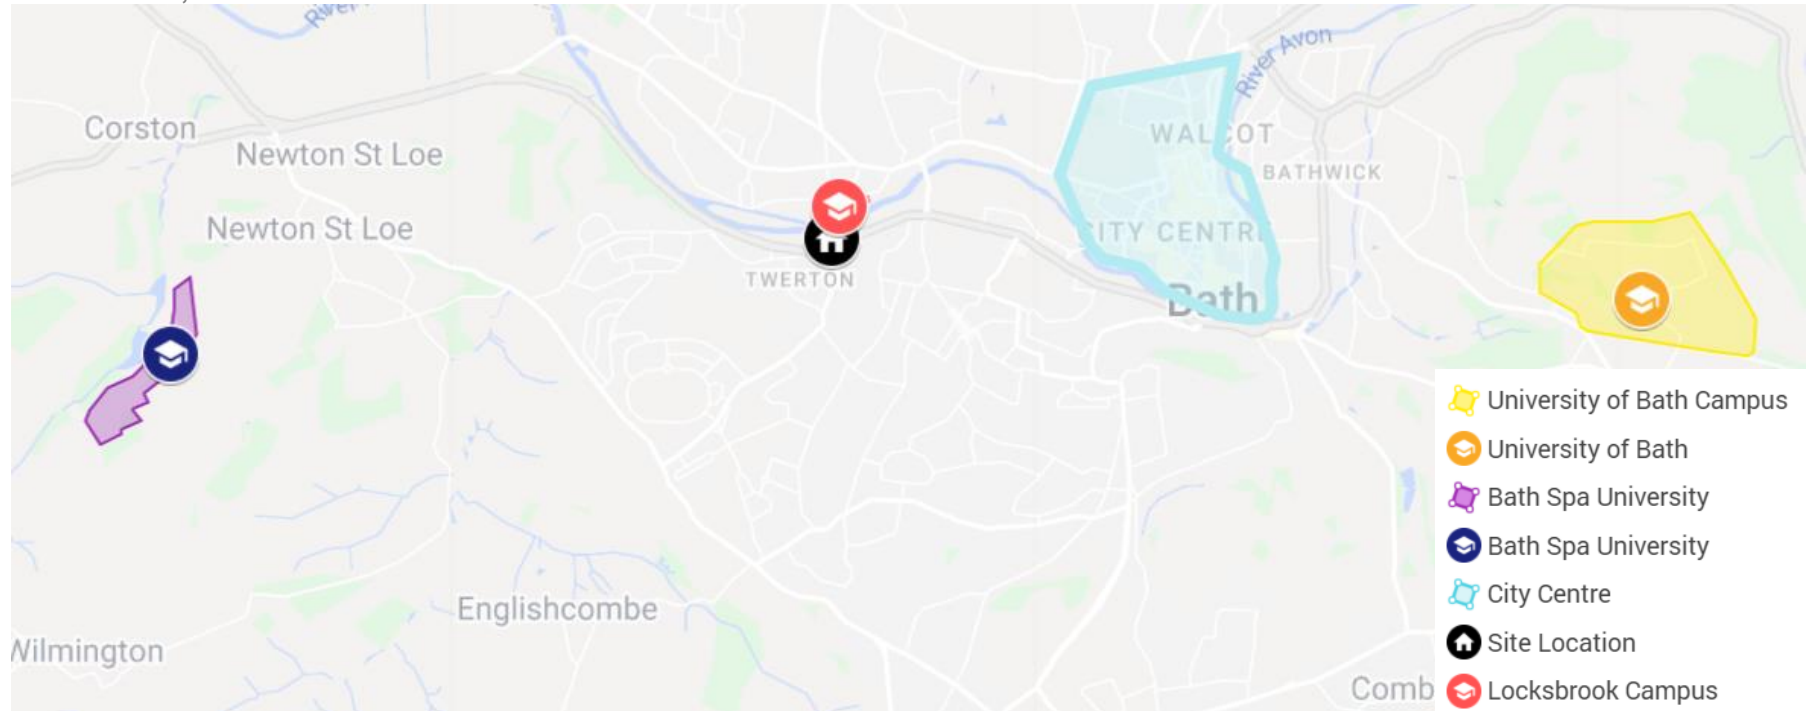 River
River Avon
Corston
WALCOT
Newton St Loe
BATHWICK
Newton St Loe
CITY CENTRE
TWERTON
Bath
University of Bath Campus
University of Bath
Bath Spa University
Bath Spa University
City Centre
Englishcombe
Site Location
Wilmington
Comb
Locksbrook Campus